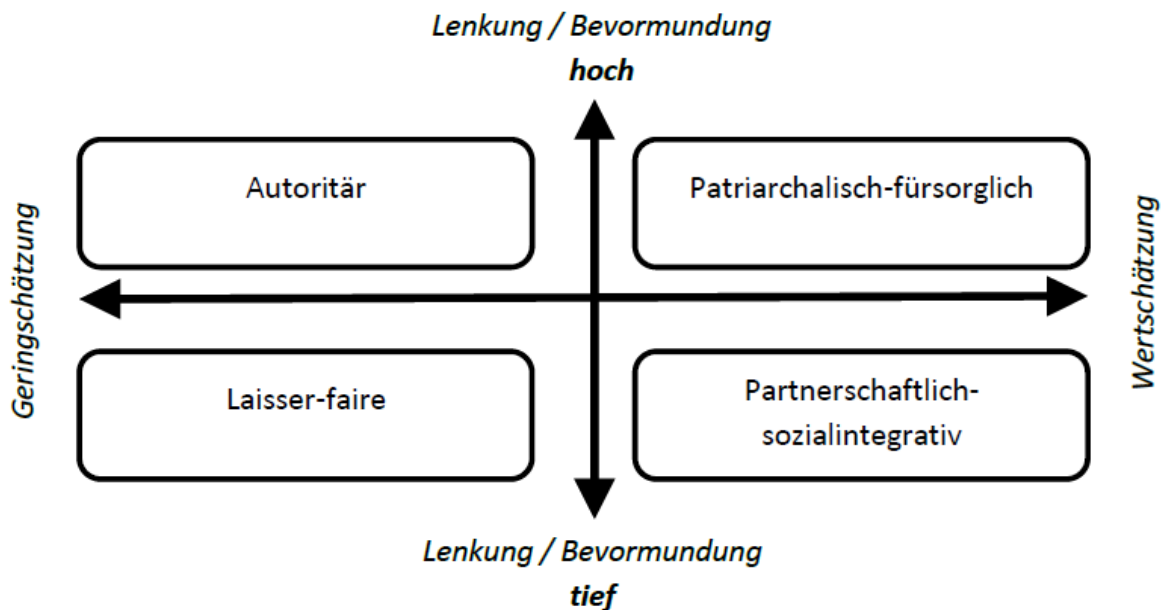 Lenkung / Bevormundung
hoch
Autoritär
Patriarchalisch-fürsorglich
Geringschätzung
Wertschätzung
Laisser-faire
Partnerschaftlich-
sozialintegrativ
Lenkung / Bevormundung
tief